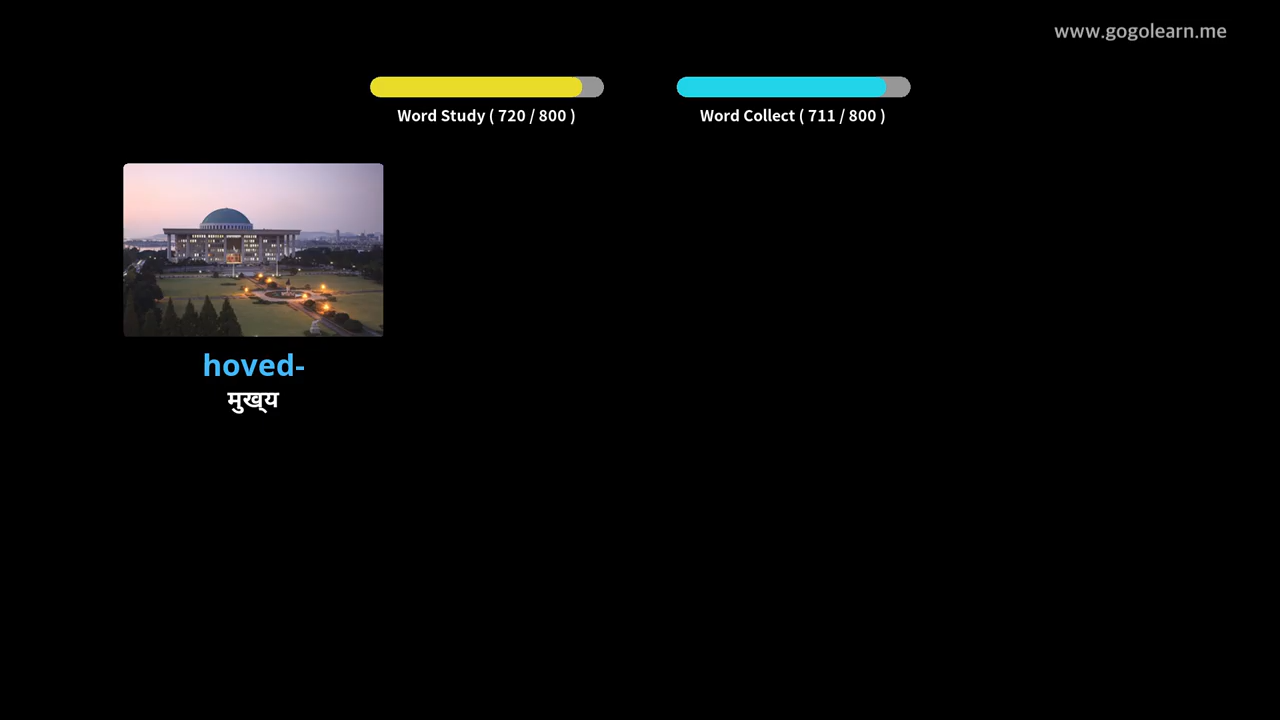 www.gogolearn.me
Word Study ( 720 / 800 )
Word Collect ( 711 / 800 )
hoved-
मुख्य